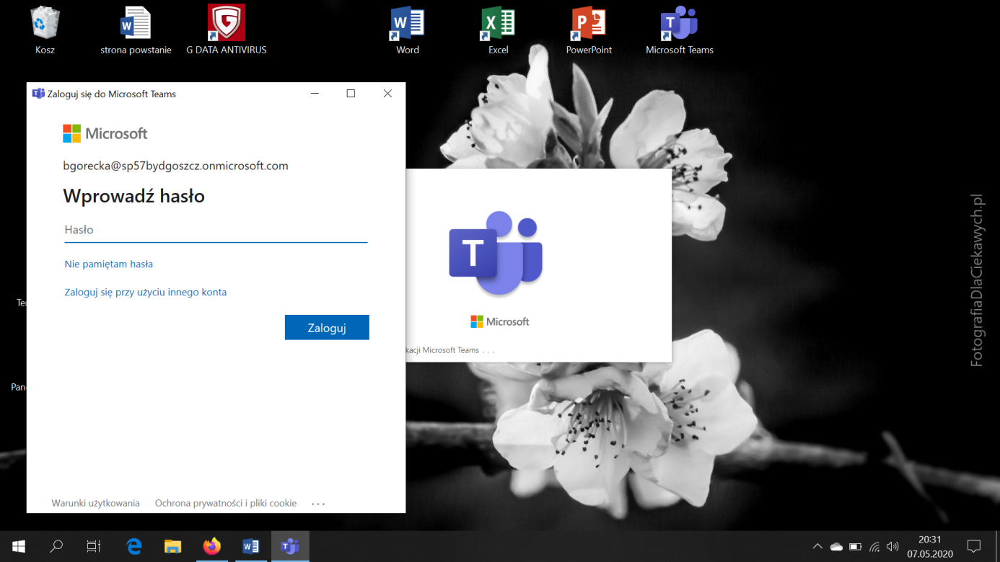 Kosz
strona powstanie
G DATA ANTIVIRUS
Word
Excel
PowerPoint
Microsoft Teams
Zaloguj się do Microsoft Teams
Microsoft
bgorecka@sp57bydgoszcz.onmicrosoft.com
Wprowadź hasło
Hasło
Nie pamiętam hasła
Zaloguj się przy użyciu innego konta
Zaloguj
Warunki użytkowania Ochrona prywatności i pliki cookie ...
T
Microsoft
kacji Microsoft Teams . . .
FotografiaDlaCiekawych.pl
20:31
07.05.2020